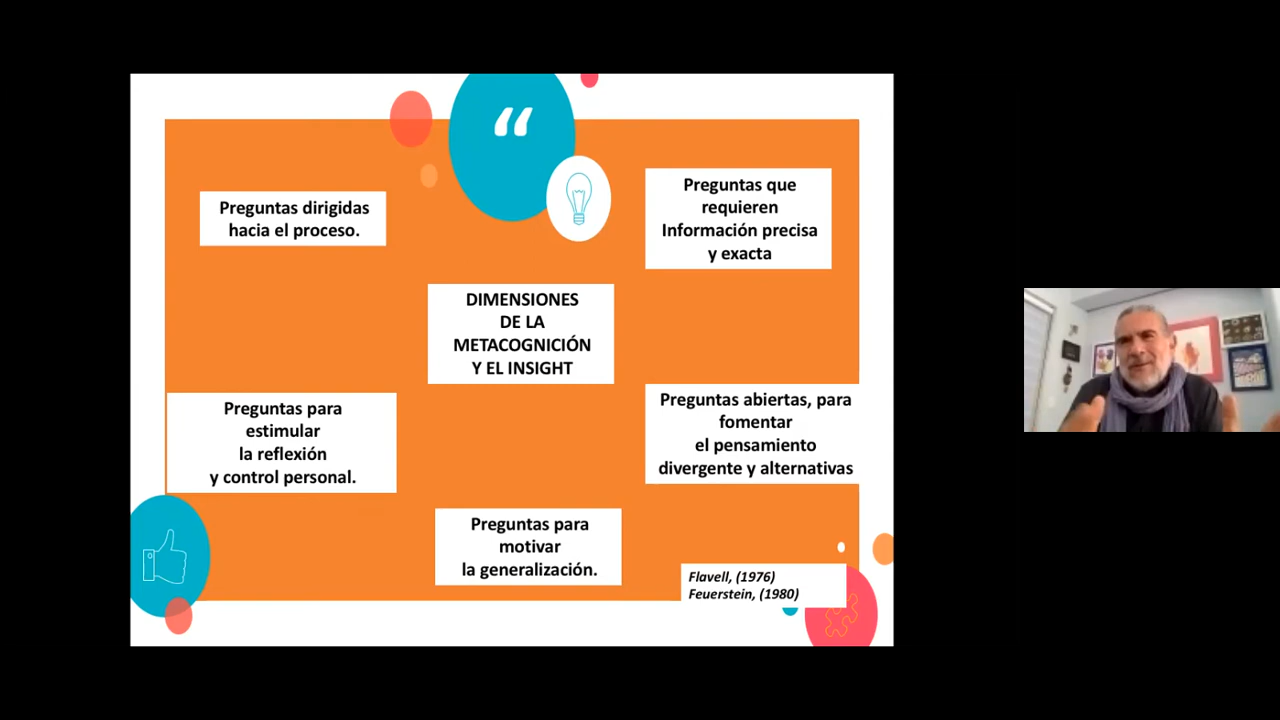 “
Preguntas dirigidas
hacia el proceso.
Preguntas que
requieren
Información precisa
y exacta
DIMENSIONES
DE LA
METACOGNICIÓN
Y EL INSIGHT
Preguntas para
estimular
la reflexión
y control personal.
Preguntas abiertas, para
fomentar
el pensamiento
divergente y alternativas
Preguntas para
motivar
la generalización.
Flavell, (1976)
Feuerstein, (1980)